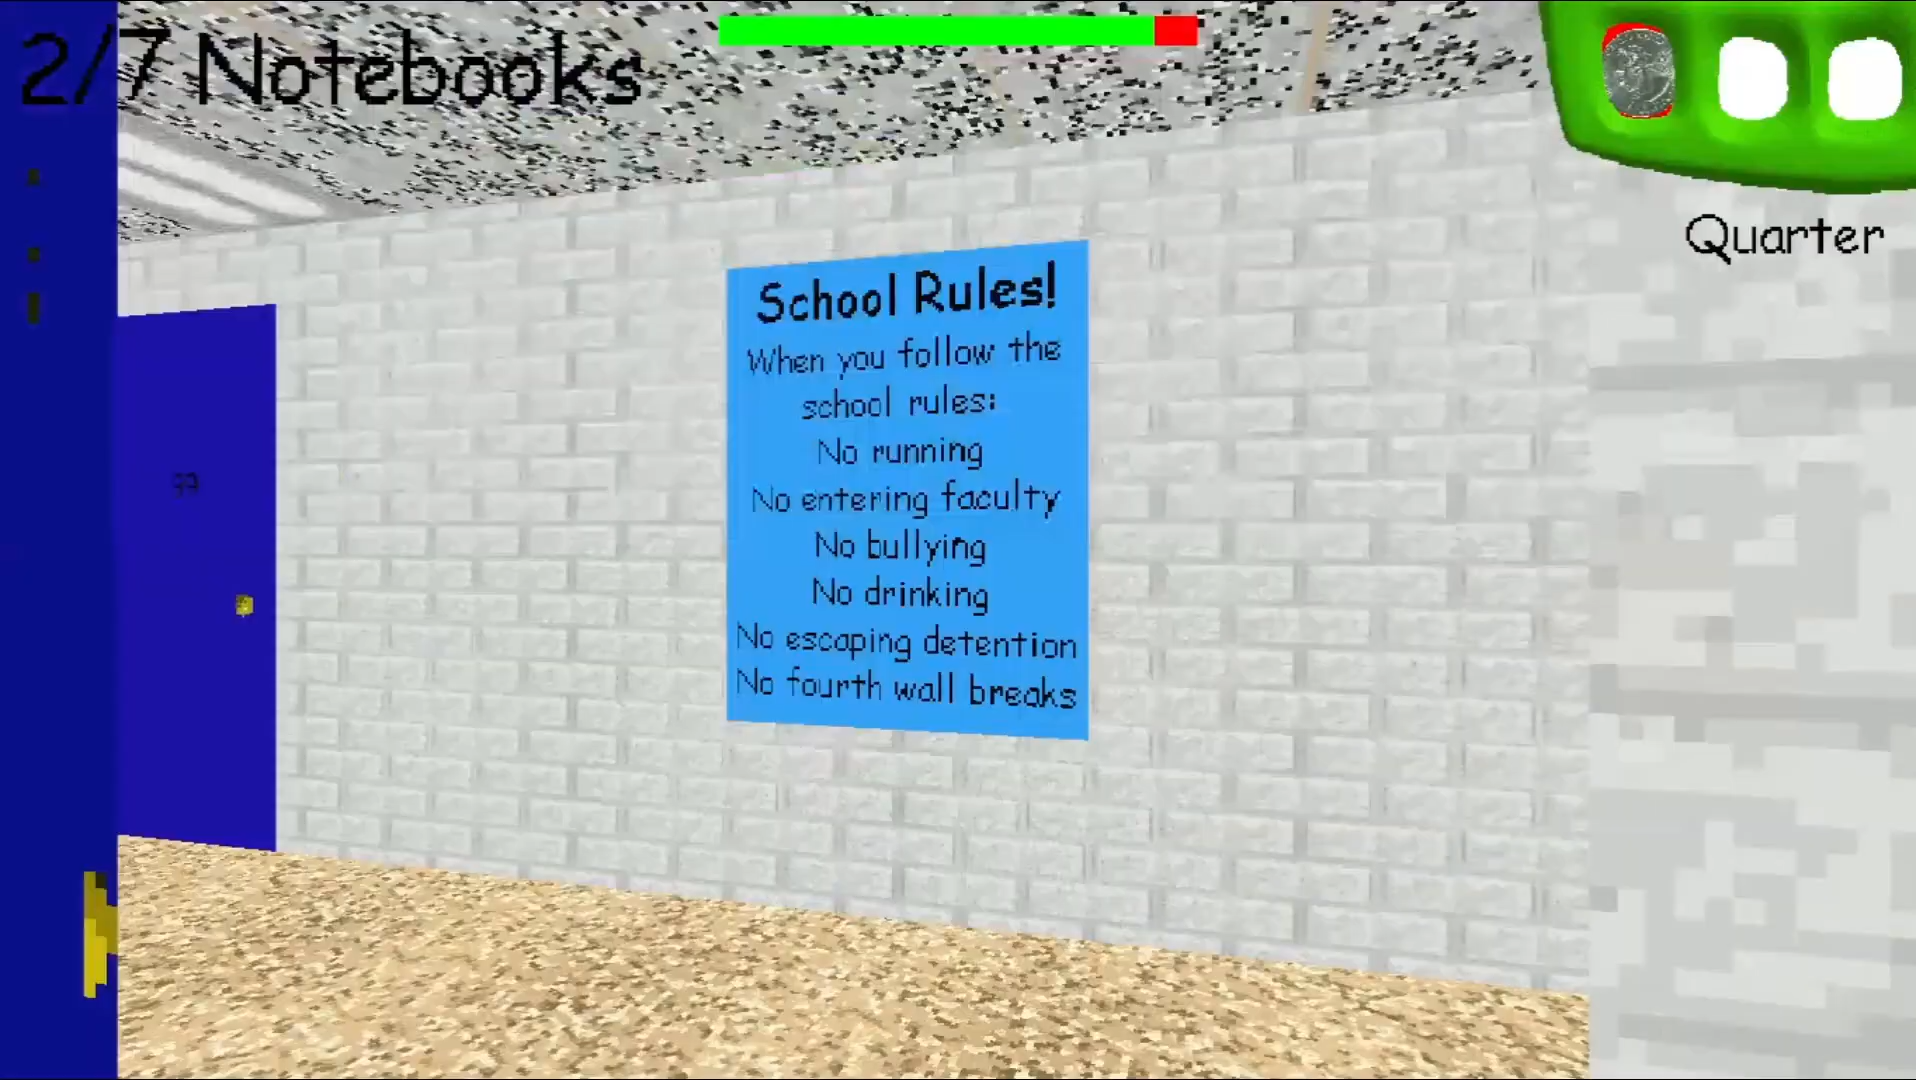 2/7 Notebooks
Quarter
School Rules!
When you follow the
school rules:
No running
No entering faculty
No bullying
No drinking
No escaping detention
No fourth wall breaks
99